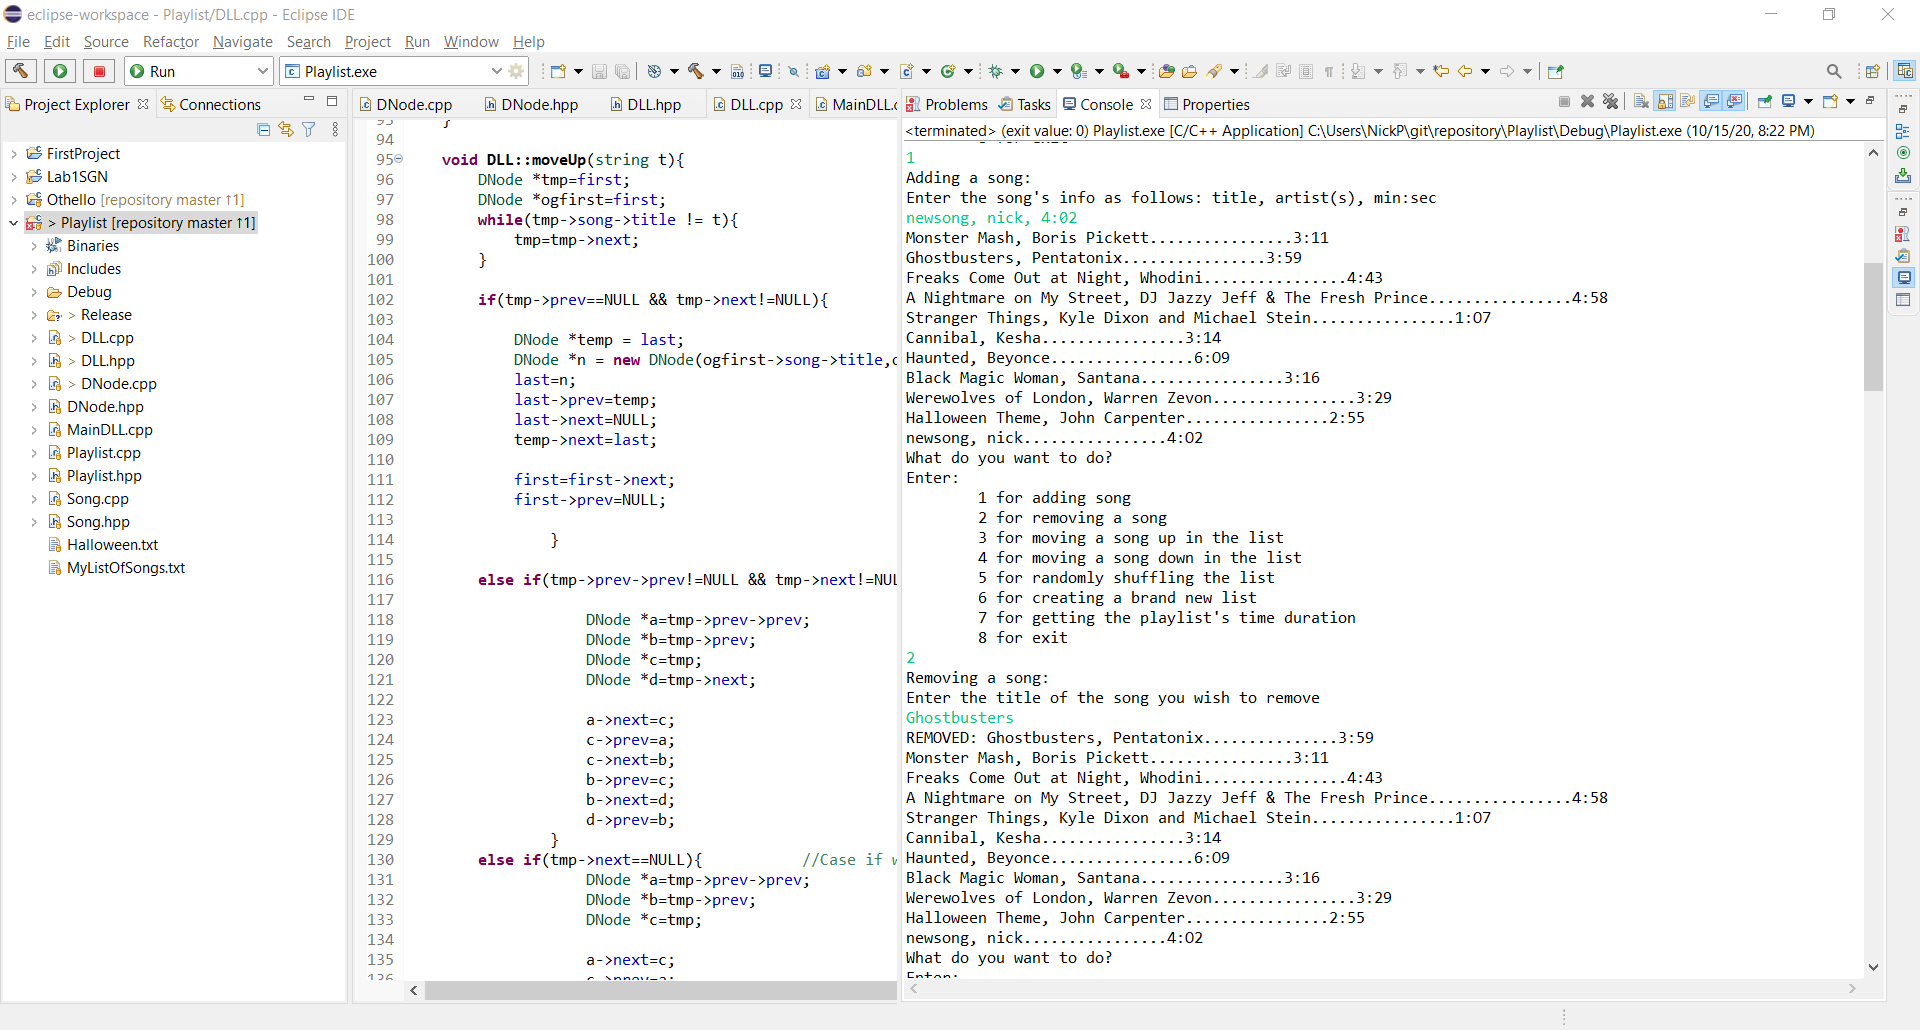 eclipse-workspace - Playlist/DLL.cpp - Eclipse IDE
File Edit Source Refactor Navigate Search Project Run Window Help
Run
Playlist.exe
Project Explorer
Connections
FirstProject
Lab1SGN
Othello [repository master ↑1]
> Playlist [repository master ↑1]
Binaries
Includes
Debug
> Release
> DLL.cpp
> DLL.hpp
> DNode.cpp
DNode.hpp
MainDLL.cpp
Playlist.cpp
Playlist.hpp
Song.cpp
Song.hpp
Halloween.txt
MyListOfSongs.txt
DNode.cpp DNode.hpp DLL.hpp DLL.cpp MainDLL.c
93 }
94
95 void DLL::moveUp(string t){
96 DNode *tmp=first;
97 DNode *ogfirst=first;
98 while(tmp->song->title != t){
99 tmp=tmp->next;
100 }
101
102 if(tmp->prev==NULL && tmp->next!=NULL){
103
104 DNode *temp = last;
105 DNode *n = new DNode(ogfirst->song->title,
106 last=n;
107 last->prev=temp;
108 last->next=NULL;
109 temp->next=last;
110
111 first=first->next;
112 first->prev=NULL;
113
114 }
115
116 else if(tmp->prev->prev!=NULL && tmp->next!=NUL
117
118 DNode *a=tmp->prev->prev;
119 DNode *b=tmp->prev;
120 DNode *c=tmp;
121 DNode *d=tmp->next;
122
123 a->next=c;
124 c->prev=a;
125 c->next=b;
126 b->prev=c;
127 b->next=d;
128 d->prev=b;
129 }
130 else if(tmp->next==NULL){ //Case if
131 DNode *a=tmp->prev->prev;
132 DNode *b=tmp->prev;
133 DNode *c=tmp;
134
135 a->next=c;
136 c->prev=a;
Problems Tasks Console Properties
<terminated> (exit value: 0) Playlist.exe [C/C++ Application] C:\Users\NickP\git\repository\Playlist\Debug\Playlist.exe (10/15/20, 8:22 PM)
8 for exit
1
Adding a song:
Enter the song's info as follows: title, artist(s), min:sec
newsong, nick, 4:02
Monster Mash, Boris Pickett................3:11
Ghostbusters, Pentatonix................3:59
Freaks Come Out at Night, Whodini................4:43
A Nightmare on My Street, DJ Jazzy Jeff & The Fresh Prince................4:58
Stranger Things, Kyle Dixon and Michael Stein................1:07
Cannibal, Kesha................3:14
Haunted, Beyonce................6:09
Black Magic Woman, Santana................3:16
Werewolves of London, Warren Zevon................3:29
Halloween Theme, John Carpenter................2:55
newsong, nick................4:02
What do you want to do?
Enter:
1 for adding song
2 for removing a song
3 for moving a song up in the list
4 for moving a song down in the list
5 for randomly shuffling the list
6 for creating a brand new list
7 for getting the playlist's time duration
8 for exit
2
Removing a song:
Enter the title of the song you wish to remove
Ghostbusters
REMOVED: Ghostbusters, Pentatonix...............3:59
Monster Mash, Boris Pickett................3:11
Freaks Come Out at Night, Whodini................4:43
A Nightmare on My Street, DJ Jazzy Jeff & The Fresh Prince................4:58
Stranger Things, Kyle Dixon and Michael Stein................1:07
Cannibal, Kesha................3:14
Haunted, Beyonce................6:09
Black Magic Woman, Santana................3:16
Werewolves of London, Warren Zevon................3:29
Halloween Theme, John Carpenter................2:55
newsong, nick................4:02
What do you want to do?
Enter: